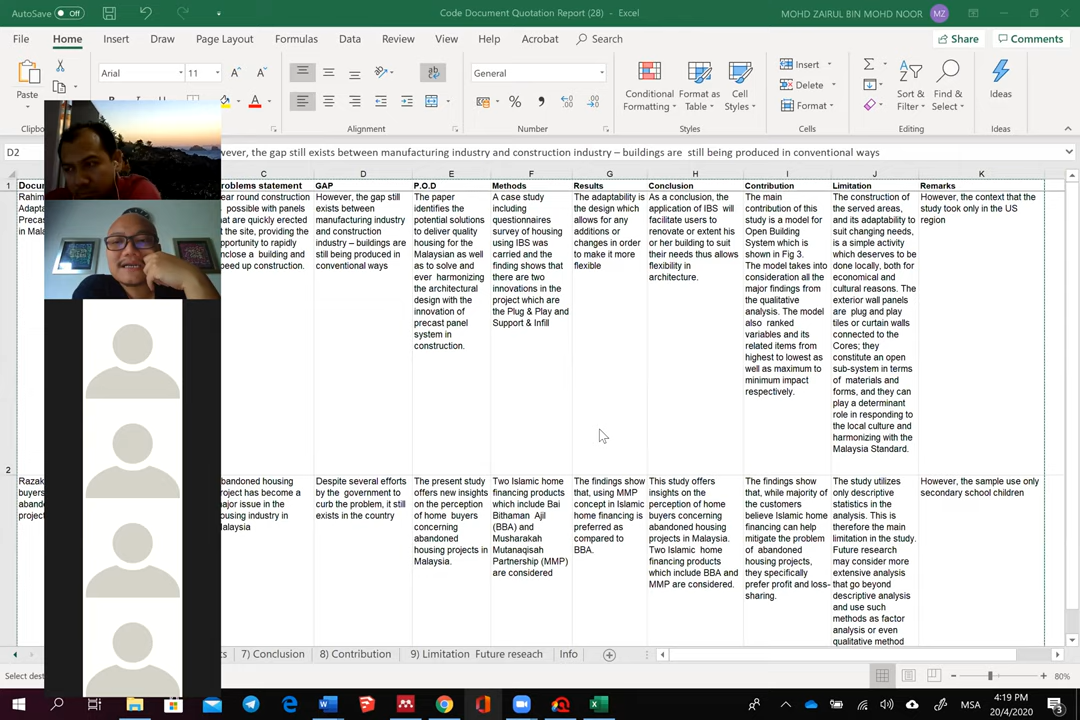 AutoSave Off
Code Document Quotation Report (28) - Excel
MOHD ZAIRUL BIN MOHD NOOR MZ
File Home Insert Draw Page Layout Formulas Data Review View Help Acrobat Search Share Comments
Paste
Arial 11
General
Conditional Formatting
Format as Table
Cell Styles
Insert
Delete
Format
Sort & Filter
Find & Select
Ideas
Alignment Number Styles Cells Editing Ideas
D2
wever, the gap still exists between manufacturing industry and construction industry – buildings are still being produced in conventional ways
C D E F G H I J K
1
roblems statement GAP P.O.D Methods Results Conclusion Contribution Limitation Remarks
ear round construction
possible with panels
hat are quickly erected
t the site, providing the
pportunity to rapidly
nclose a building and
peed up construction.
However, the gap still
exists between
manufacturing industry
and construction
industry – buildings are
still being produced in
conventional ways
The paper
identifies the
potential solutions
to deliver quality
housing for the
Malaysian as well
as to solve and
ever harmonizing
the architectural
design with the
innovation of
precast panel
system in
construction.
A case study
including
questionnaires
survey of housing
using IBS was
carried and the
finding shows that
there are two
innovations in the
project which are
the Plug & Play and
Support & Infill
The adaptability is
the design which
allows for any
additions or
changes in order
to make it more
flexible
As a conclusion, the
application of IBS will
facilitate users to
renovate or extent his
or her building to suit
their needs thus allows
flexibility in
architecture.
The main
contribution of this
study is a model for
Open Building
System which is
shown in Fig 3.
The model takes into
consideration all the
major findings from
the qualitative
analysis. The model
also ranked
variables and its
related items from
highest to lowest as
well as maximum to
minimum impact
respectively.
The construction of
the served areas,
and its adaptability to
suit changing needs,
is a simple activity
which deserves to be
done locally, both for
economical and
cultural reasons. The
exterior wall panels
are plug and play
tiles or curtain walls
connected to the
Cores; they
constitute an open
sub-system in terms
of materials and
forms, and they can
play a determinant
role in responding to
the local culture and
harmonizing with the
Malaysia Standard.
However, the context that the
study took only in the US
region
2
Razak
buyers
aband
project
bandoned housing
roject has become a
ajor issue in the
ousing industry in
alaysia
Despite several efforts
by the government to
curb the problem, it still
exists in the country
The present study
offers new insights
on the perception
of home buyers
concerning
abandoned
housing projects in
Malaysia.
Two Islamic home
financing products
which include Bai
Bithaman Ajil
(BBA) and
Musharakah
Mutanaqisah
Partnership (MMP)
are considered
The findings show
that, using MMP
concept in Islamic
home financing is
preferred as
compared to
BBA.
This study offers
insights on the
perception of home
buyers concerning
abandoned housing
projects in Malaysia.
Two Islamic home
financing products
which include BBA and
MMP are considered.
The findings show
that, while majority of
the customers
believe Islamic home
financing can help
mitigate the problem
of abandoned
housing projects,
they specifically
prefer profit and loss-
sharing.
The study utilizes
only descriptive
statistics in the
analysis. This is
therefore the main
limitation in the study.
Future research
may consider more
extensive analysis
that go beyond
descriptive analysis
and use such
methods as factor
analysis or even
qualitative method
However, the sample use only
secondary school children
ts 7) Conclusion 8) Contribution 9) Limitation Future reseach Info
Select dest
80%
MSA
4:19 PM
20/4/2020
3